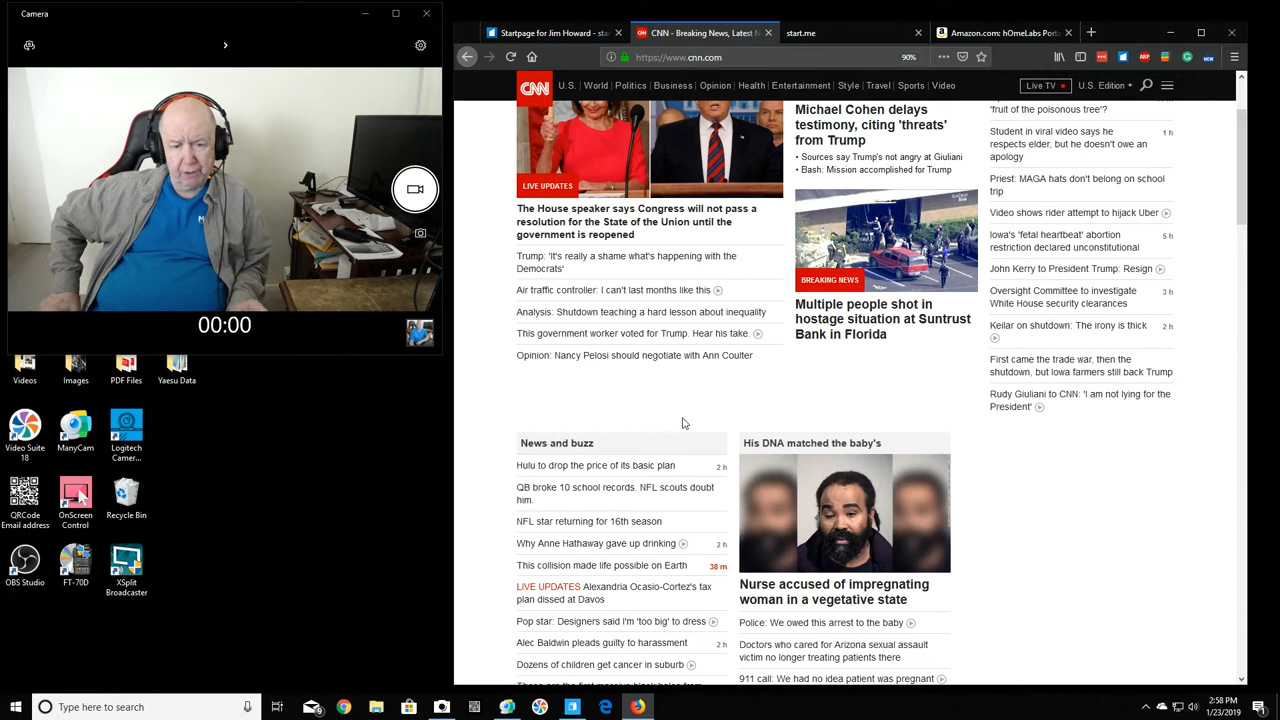 Camera
00:00
Videos
Images
PDF Files
Yaesu Data
Video Suite
18
ManyCam
Logitech
Camer...
QRCode
Email address
OnScreen
Control
Recycle Bin
OBS Studio
FT-70D
XSplit
Broadcaster
Startpage for Jim Howard - sta
CNN - Breaking News, Latest N
start.me
Amazon.com: hOmeLabs Porta
https://www.cnn.com
90%
CNN
U.S.
World
Politics
Business
Opinion
Health
Entertainment
Style
Travel
Sports
Video
Live TV
U.S. Edition +
LIVE UPDATES
The House speaker says Congress will not pass a
resolution for the State of the Union until the
government is reopened
Trump: 'It's really a shame what's happening with the
Democrats'
Air traffic controller: I can't last months like this
Analysis: Shutdown teaching a hard lesson about inequality
This government worker voted for Trump. Hear his take.
Opinion: Nancy Pelosi should negotiate with Ann Coulter
Michael Cohen delays
testimony, citing 'threats'
from Trump
• Sources say Trump's not angry at Giuliani
• Bash: Mission accomplished for Trump
BREAKING NEWS
Multiple people shot in
hostage situation at Suntrust
Bank in Florida
'fruit of the poisonous tree'?
Student in viral video says he 1 h
respects elder, but he doesn't owe an
apology
Priest: MAGA hats don't belong on school
trip
Video shows rider attempt to hijack Uber
Iowa's 'fetal heartbeat' abortion 5 h
restriction declared unconstitutional
John Kerry to President Trump: Resign
Oversight Committee to investigate 3 h
White House security clearances
Keilar on shutdown: The irony is thick 2 h
First came the trade war, then the
shutdown, but Iowa farmers still back Trump
Rudy Giuliani to CNN: 'I am not lying for the
President'
News and buzz
Hulu to drop the price of its basic plan 2 h
QB broke 10 school records. NFL scouts doubt
him.
NFL star returning for 16th season
Why Anne Hathaway gave up drinking 2 h
This collision made life possible on Earth 38 m
LIVE UPDATES Alexandria Ocasio-Cortez's tax
plan dissed at Davos
Pop star: Designers said I'm 'too big' to dress
Alec Baldwin pleads guilty to harassment 2 h
Dozens of children get cancer in suburb
His DNA matched the baby's
Nurse accused of impregnating
woman in a vegetative state
Police: We owed this arrest to the baby
Doctors who cared for Arizona sexual assault
victim no longer treating patients there
911 call: We had no idea patient was pregnant
Type here to search
2:58 PM
1/23/2019